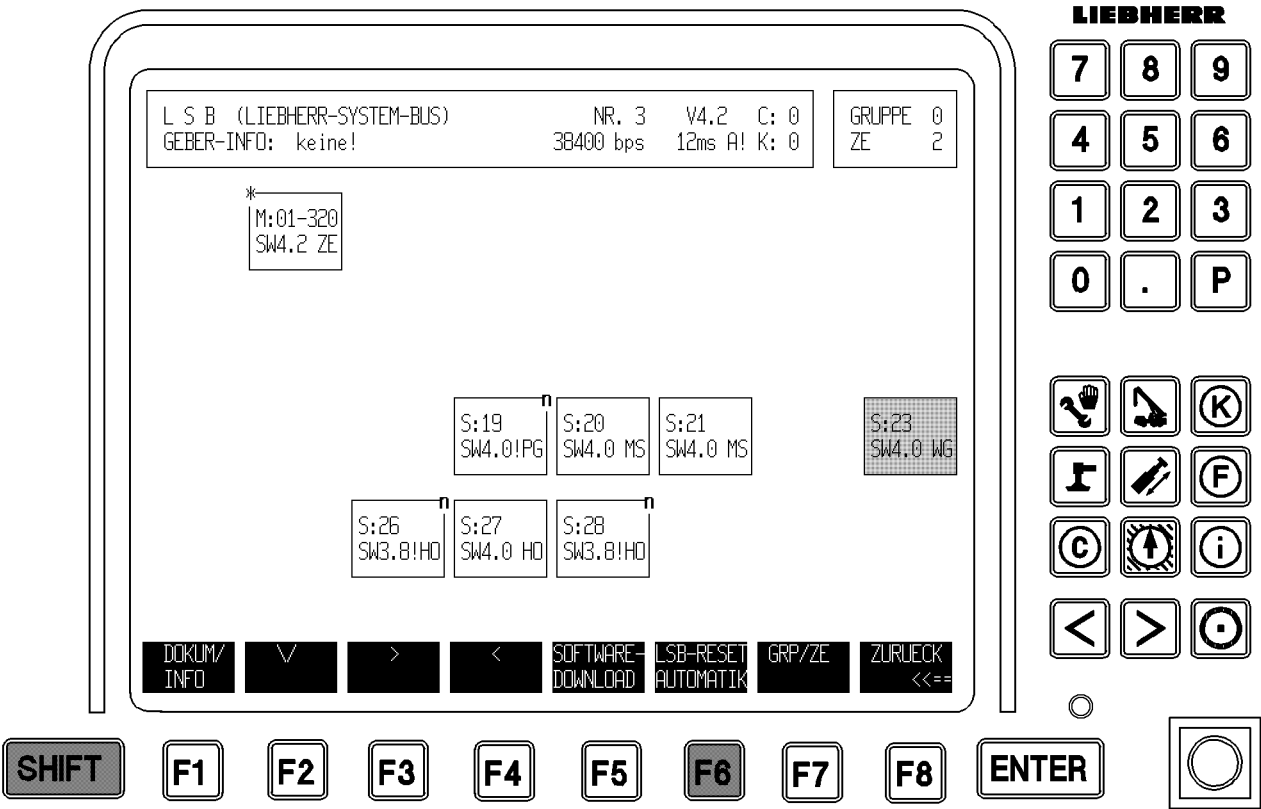 LIEBHERR
L S B (LIEBHERR-SYSTEM-BUS) NR. 3 V4.2 C: 0
GEBER-INFO: keine! 38400 bps 12ms A! K: 0
GRUPPE 0
ZE 2
*
M:01-320
SW4.2 ZE
n
S:19
SW4.0!PG
S:20
SW4.0 MS
S:21
SW4.0 MS
S:23
SW4.0 WG
n
S:26
SW3.8!HO
S:27
SW4.0 HO
n
S:28
SW3.8!HO
DOKUM/
INFO
\/
>
<
SOFTWARE-
DOWNLOAD
LSB-RESET
AUTOMATIK
GRP/ZE
ZURUECK
<<==
7 8 9
4 5 6
1 2 3
0 . P
K
F
C i
< >
SHIFT F1 F2 F3 F4 F5 F6 F7 F8 ENTER